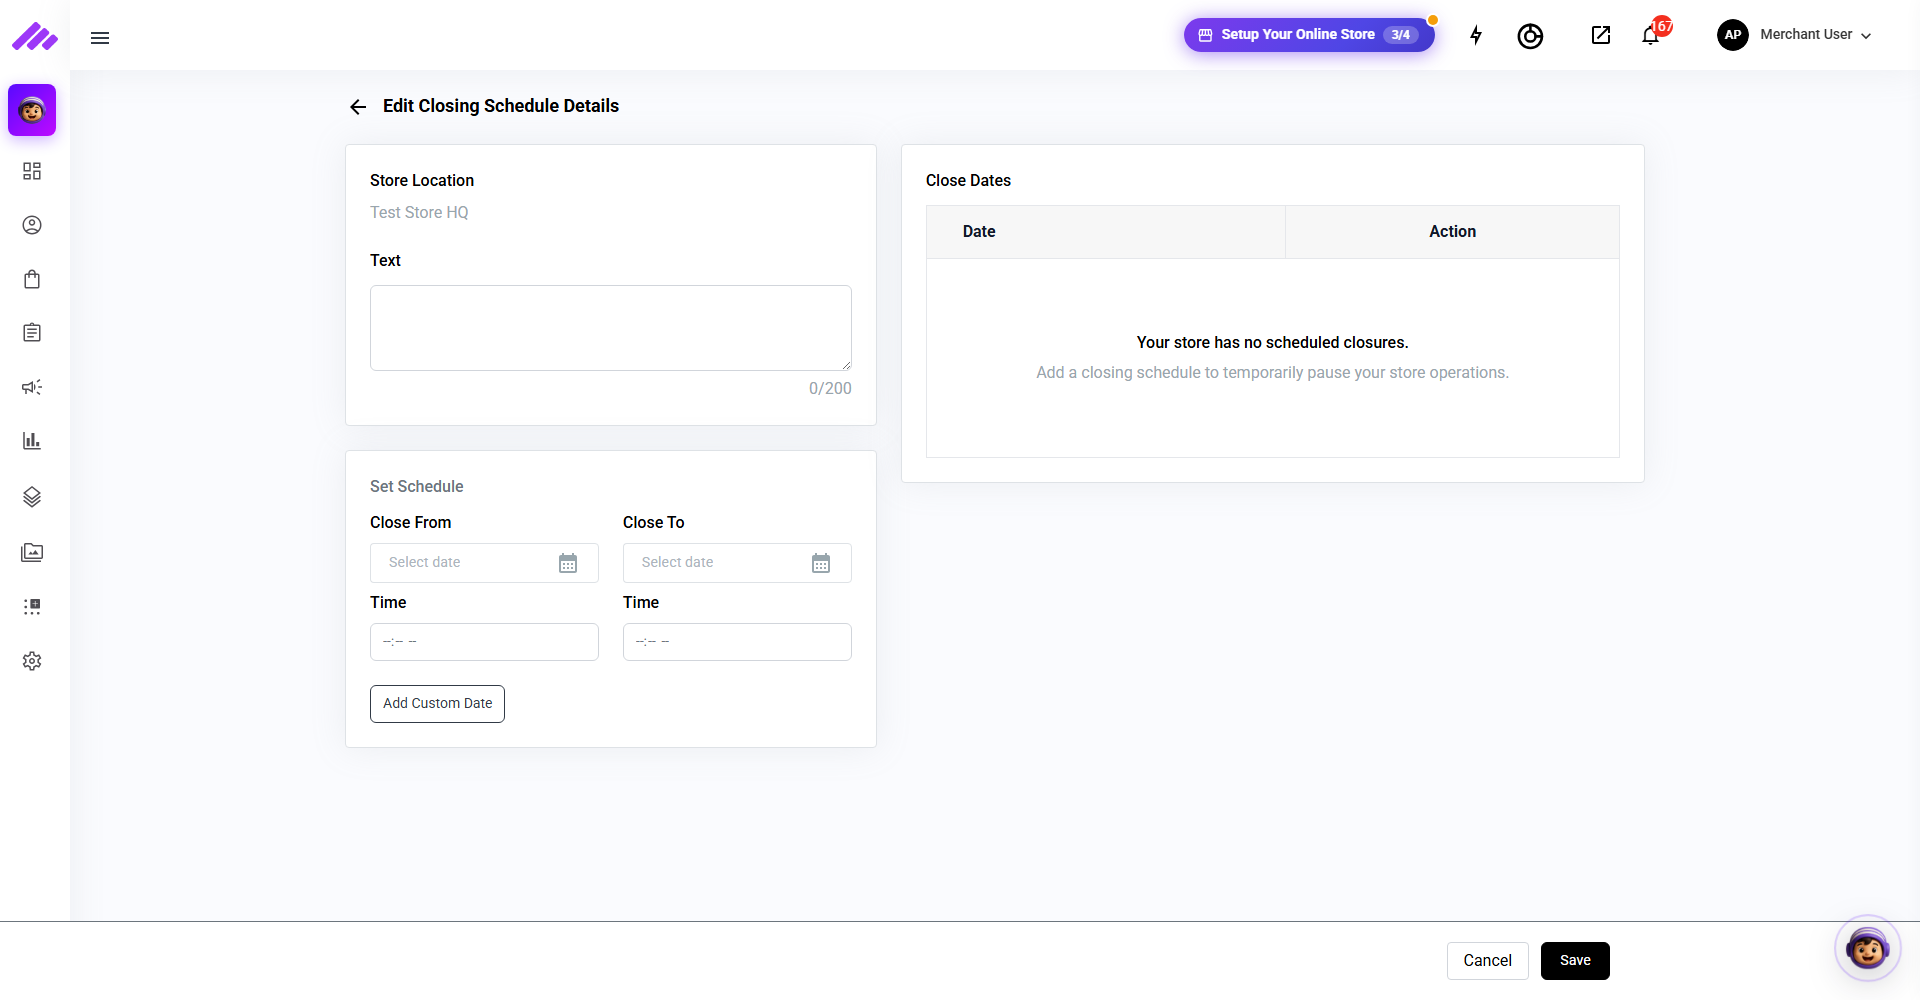 Setup Your Online Store 3/4
167
AP Merchant User
Edit Closing Schedule Details
Store Location
Test Store HQ
Text
0/200
Set Schedule
Close From Close To
Select date Select date
Time Time
--:-- -- --:-- --
Add Custom Date
Close Dates
Date Action
Your store has no scheduled closures.
Add a closing schedule to temporarily pause your store operations.
Cancel Save